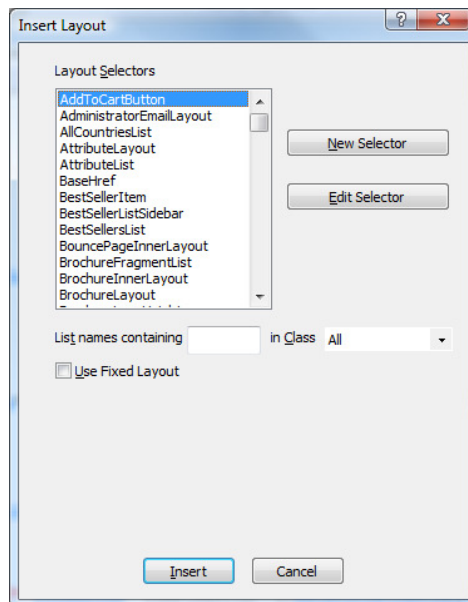 Insert Layout
?
X
Layout Selectors
AddToCartButton
AdministratorEmailLayout
AllCountriesList
AttributeLayout
AttributeList
BaseHref
BestSellerItem
BestSellerListSidebar
BestSellersList
BouncePageInnerLayout
BrochureFragmentList
BrochureInnerLayout
BrochureLayout
New Selector
Edit Selector
List names containing
in Class All
Use Fixed Layout
Insert Cancel